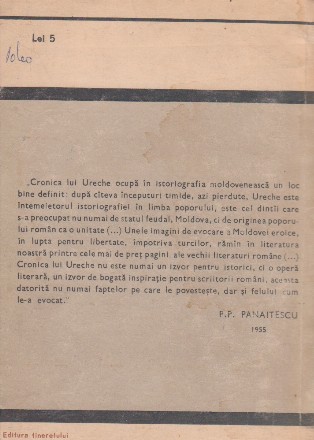 Lei 5
„Cronica lui Ureche ocupă în istoriografia moldovenească un loc
bine definit: după cîteva începuturi timide, azi pierdute, Ureche este
întemeietorul istoriografiei în limba poporului, este cel dintîi care
s-a preocupat nu numai de statul feudal, Moldova, ci de originea poporu-
lui român ca o unitate (...) Unele imagini de evocare a Moldovei eroice,
în lupta pentru libertate, împotriva turcilor, rămîn în literatura
noastră printre cele mai de preț pagini ale vechii literaturi române (...)
Cronica lui Ureche nu este numai un izvor pentru istorici, ci o operă
literară, un izvor de bogată inspirație pentru scriitorii români, aceasta
datorită nu numai faptelor pe care le povestește, dar și felului cum
le-a evocat."
P.P. PANAITESCU
1955
Editura tineretului